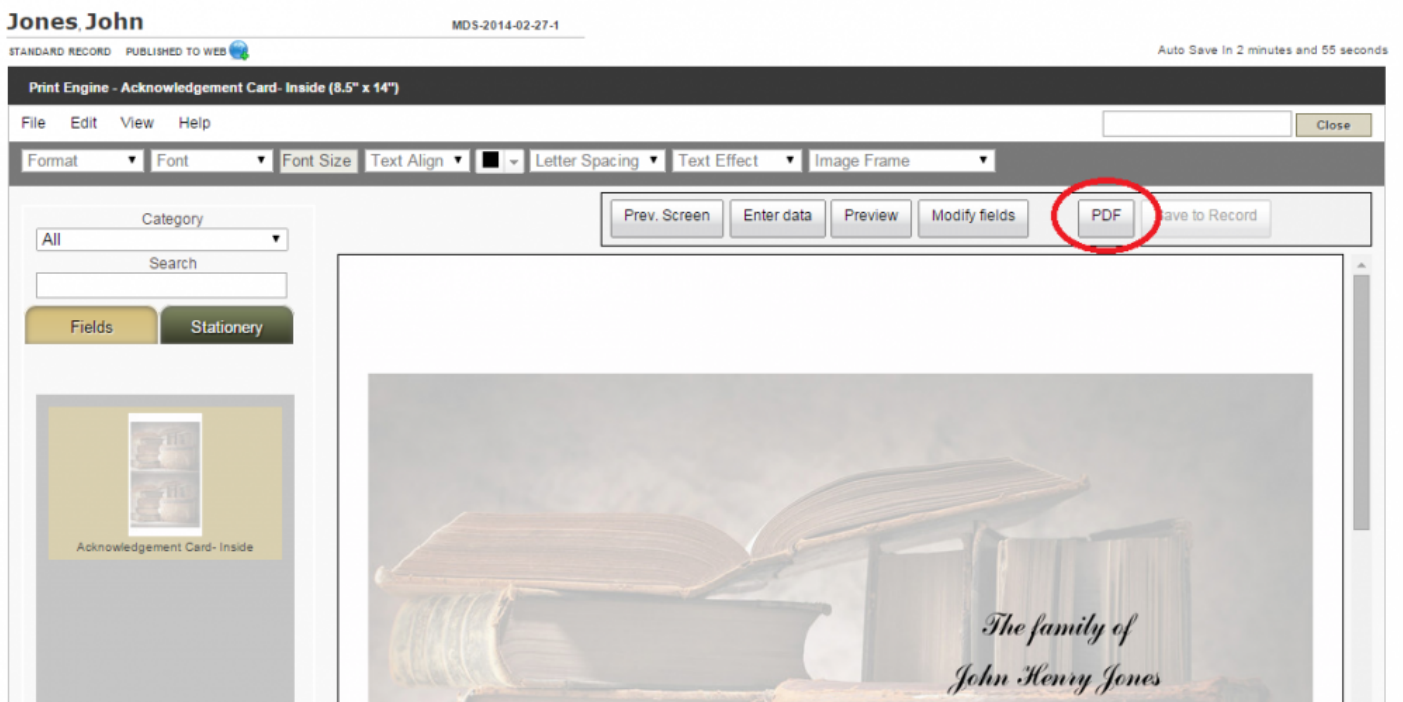 Jones, John
MDS-2014-02-27-1
STANDARD RECORD PUBLISHED TO WEB
Auto Save In 2 minutes and 55 seconds
Print Engine - Acknowledgement Card- Inside (8.5" x 14")
File Edit View Help
Close
Format Font Font Size Text Align Letter Spacing Text Effect Image Frame
Prev. Screen Enter data Preview Modify fields PDF Save to Record
Category
All
Search
Fields Stationery
Acknowledgement Card- Inside
The family of
John Henry Jones